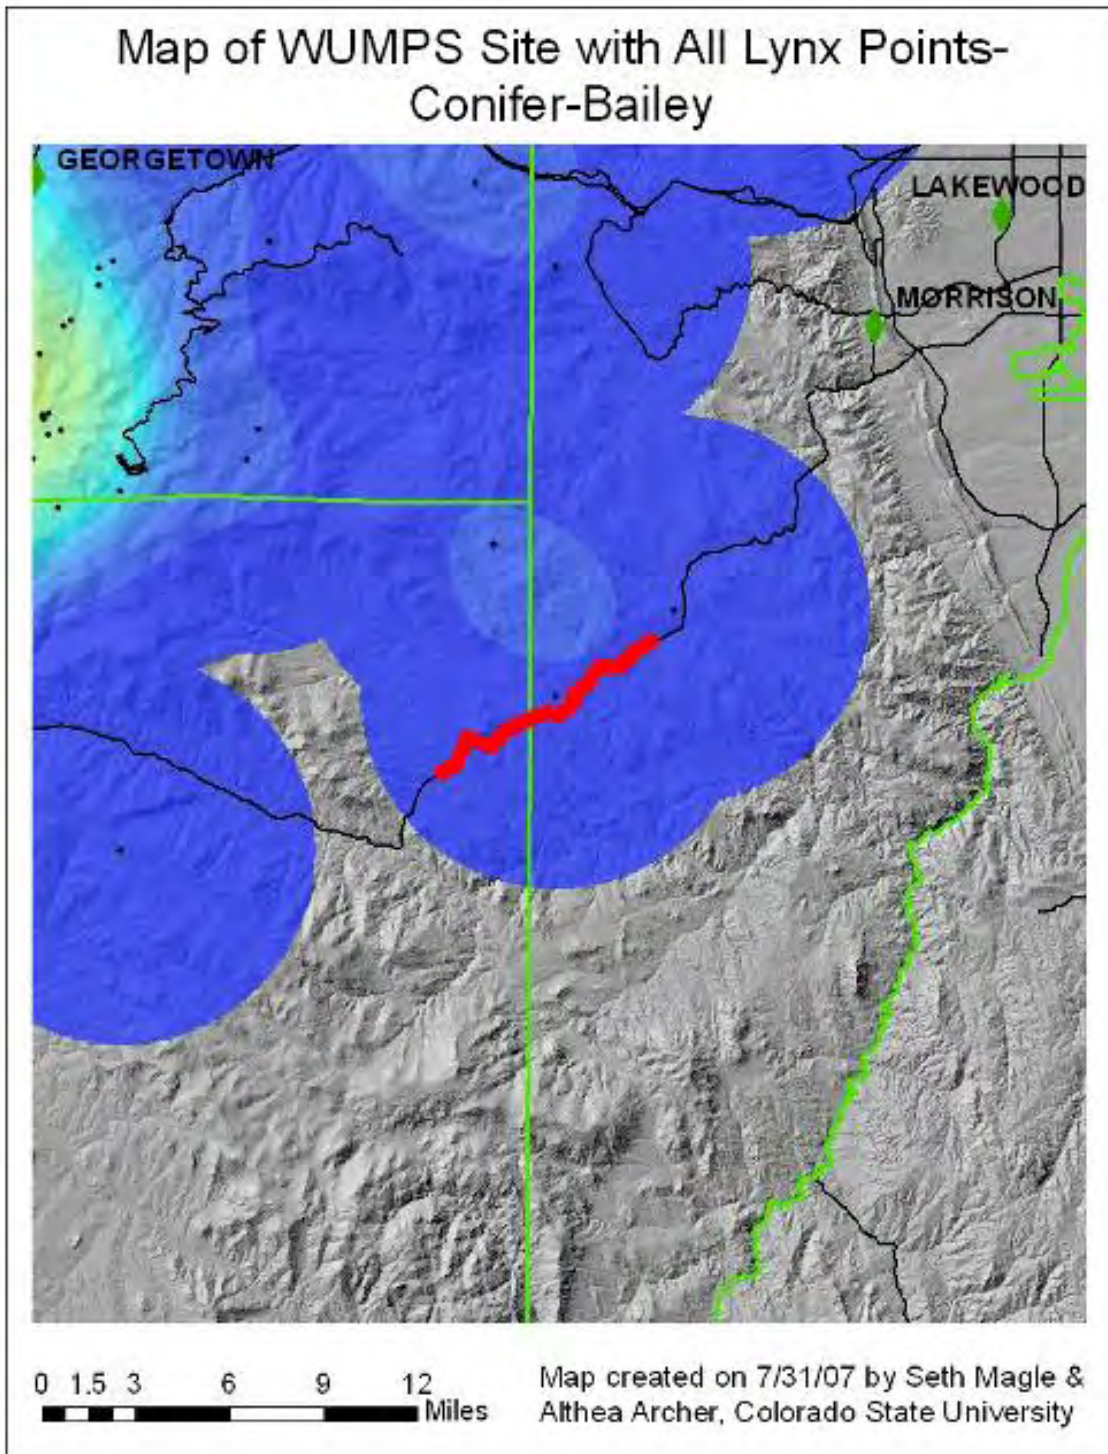 Map of WUMPS Site with All Lynx Points-
Conifer-Bailey
GEORGETOWN
LAKEWOOD
MORRISON
0 1.5 3 6 9 12
Miles
Map created on 7/31/07 by Seth Magle &
Althea Archer, Colorado State University